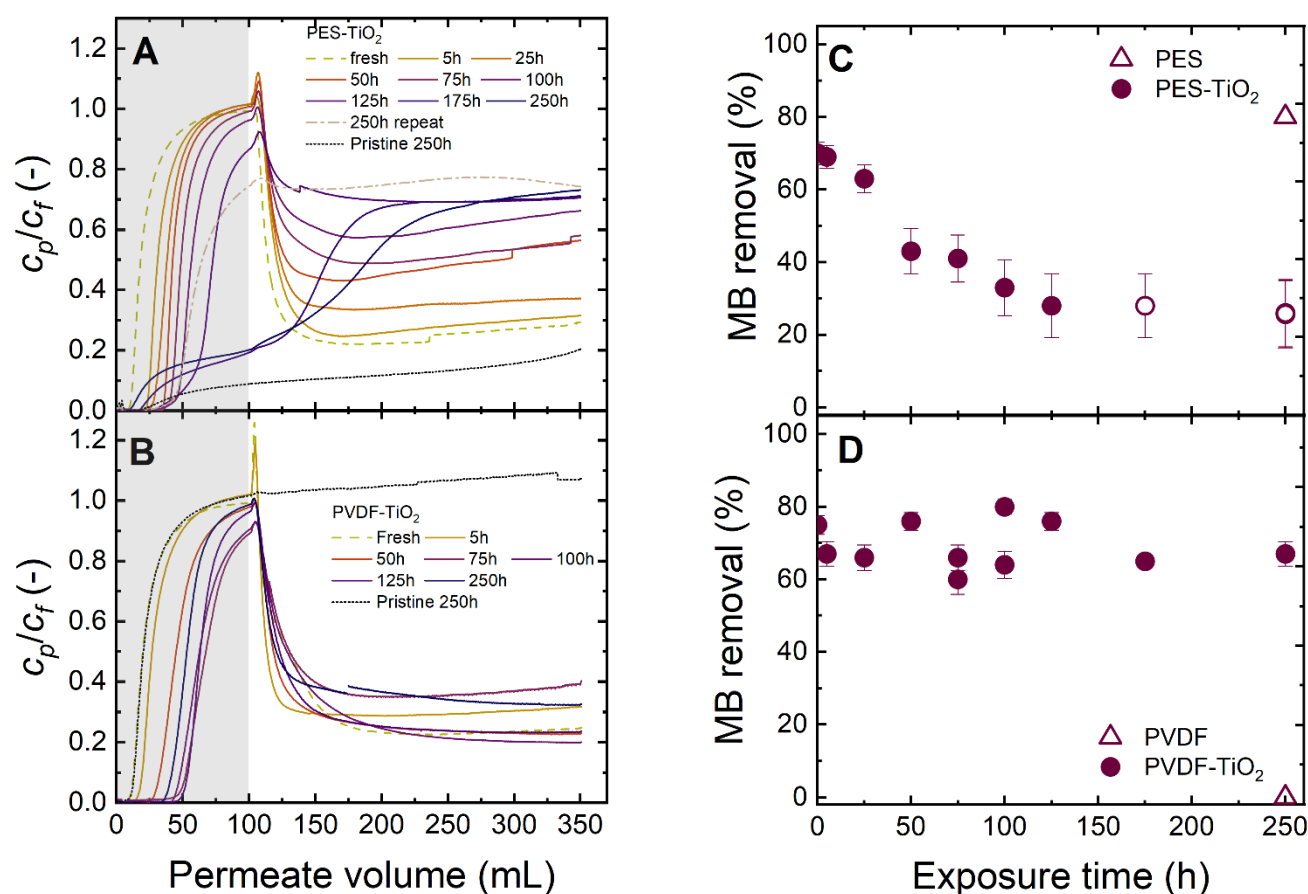 A
PES-TiO₂
fresh 5h 25h
50h 75h 100h
125h 175h 250h
250h repeat
Pristine 250h
cp/cf (-)
1.2
1.0
0.8
0.6
0.4
0.2
0.0
B
PVDF-TiO₂
Fresh 5h
50h 75h 100h
125h 250h
Pristine 250h
cp/cf (-)
1.2
1.0
0.8
0.6
0.4
0.2
0.0
0 50 100 150 200 250 300 350
Permeate volume (mL)
C
PES
PES-TiO₂
MB removal (%)
100
80
60
40
20
0
D
PVDF
PVDF-TiO₂
MB removal (%)
80
60
40
20
0
0 50 100 150 200 250
Exposure time (h)